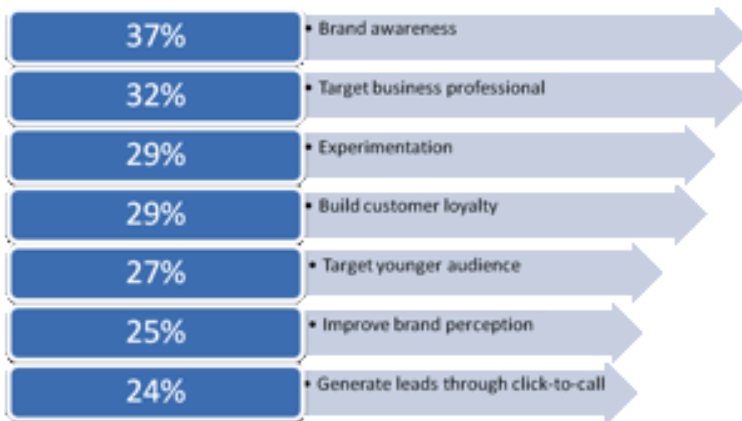 37%
• Brand awareness
32%
• Target business professional
29%
• Experimentation
29%
• Build customer loyalty
27%
• Target younger audience
25%
• Improve brand perception
24%
• Generate leads through click-to-call